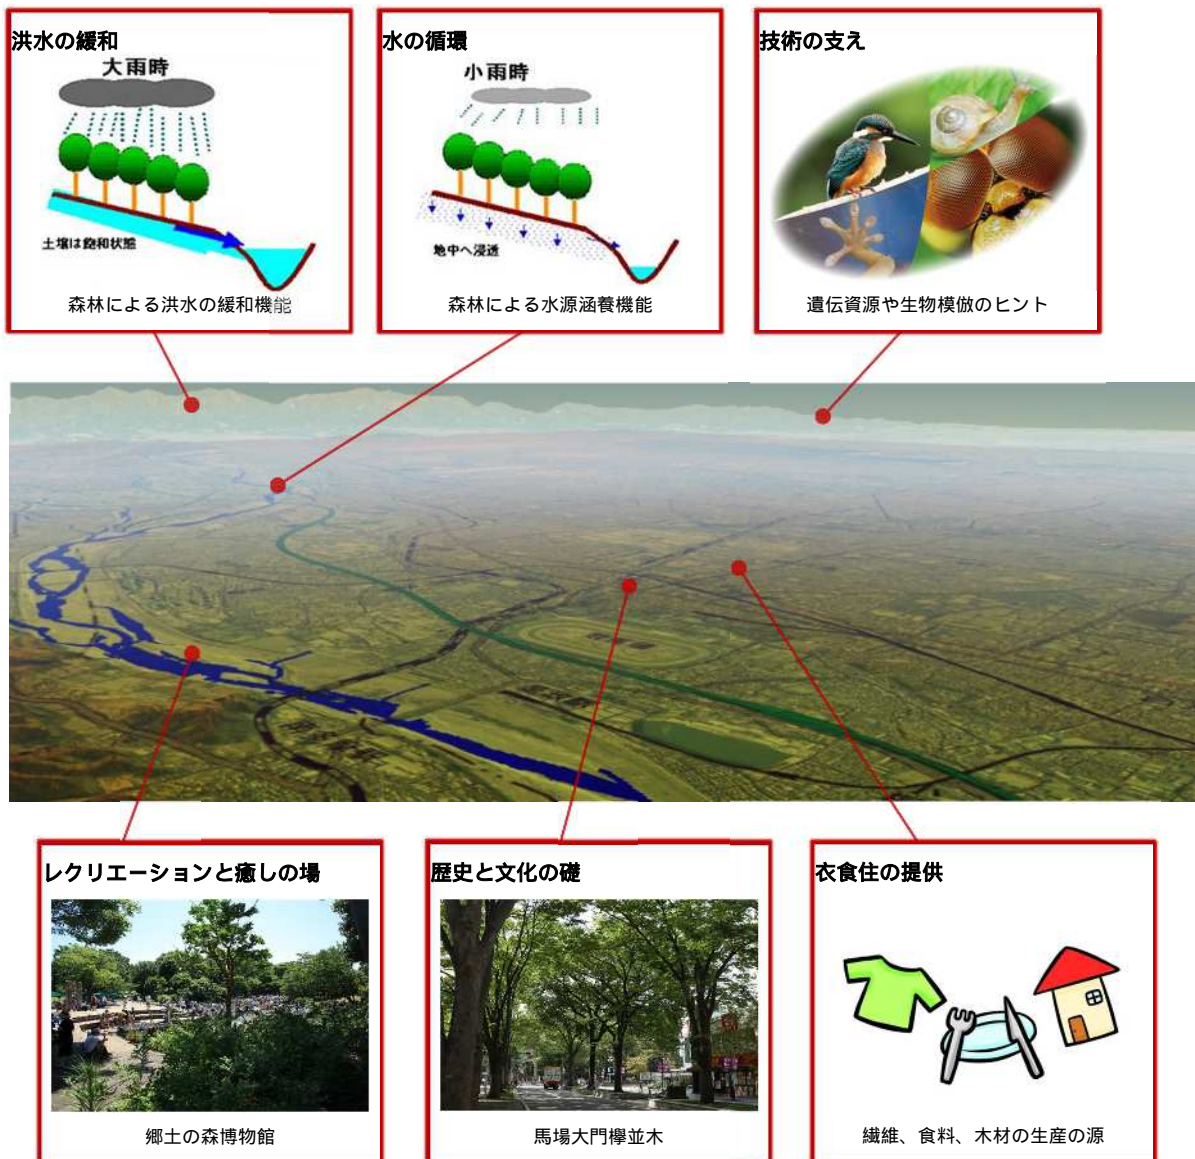 洪水の緩和
大雨時
土壌は飽和状態
森林による洪水の緩和機能
水の循環
小雨時
地中へ浸透
森林による水源涵養機能
技術の支え
遺伝資源や生物模倣のヒント
レクリエーションと癒しの場
郷土の森博物館
歴史と文化の礎
馬場大門欅並木
衣食住の提供
繊維、食料、木材の生産の源